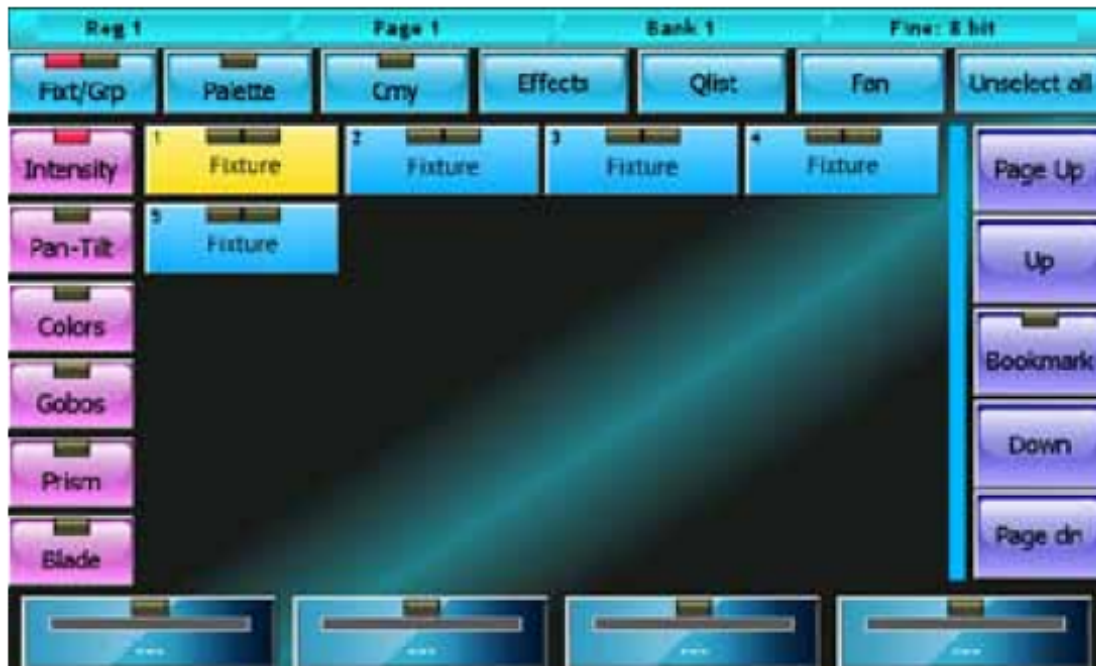 Reg 1 Page 1 Bank 1 Fine: 8 bit
Fixt/Grp Palette Cmy Effects Qlist Fan Unselect all
Intensity 1 Fixture 2 Fixture 3 Fixture 4 Fixture Page Up
Pan-Tilt 5 Fixture Up
Colors Bookmark
Gobos
Prism Down
Blade Page dn
--- --- --- ---